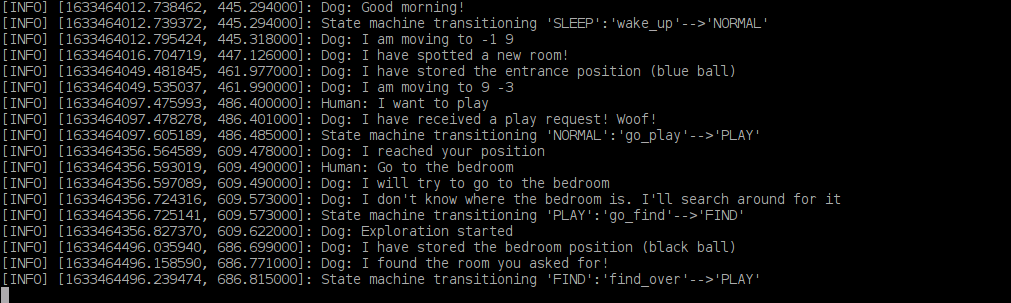 [INFO] [1633464012.738462, 445.294000]: Dog: Good morning!
[INFO] [1633464012.739372, 445.294000]: State machine transitioning 'SLEEP':'wake_up'-->'NORMAL'
[INFO] [1633464012.795424, 445.318000]: Dog: I am moving to -1 9
[INFO] [1633464016.704719, 447.126000]: Dog: I have spotted a new room!
[INFO] [1633464049.481845, 461.977000]: Dog: I have stored the entrance position (blue ball)
[INFO] [1633464049.535037, 461.990000]: Dog: I am moving to 9 -3
[INFO] [1633464097.475993, 486.400000]: Human: I want to play
[INFO] [1633464097.478278, 486.401000]: Dog: I have received a play request! Woof!
[INFO] [1633464097.605189, 486.485000]: State machine transitioning 'NORMAL':'go_play'-->'PLAY'
[INFO] [1633464356.564589, 609.478000]: Dog: I reached your position
[INFO] [1633464356.593019, 609.490000]: Human: Go to the bedroom
[INFO] [1633464356.597089, 609.490000]: Dog: I will try to go to the bedroom
[INFO] [1633464356.724316, 609.573000]: Dog: I don't know where the bedroom is. I'll search around for it
[INFO] [1633464356.725141, 609.573000]: State machine transitioning 'PLAY':'go_find'-->'FIND'
[INFO] [1633464356.827370, 609.622000]: Dog: Exploration started
[INFO] [1633464496.035940, 686.699000]: Dog: I have stored the bedroom position (black ball)
[INFO] [1633464496.158590, 686.771000]: Dog: I found the room you asked for!
[INFO] [1633464496.239474, 686.815000]: State machine transitioning 'FIND':'find_over'-->'PLAY'